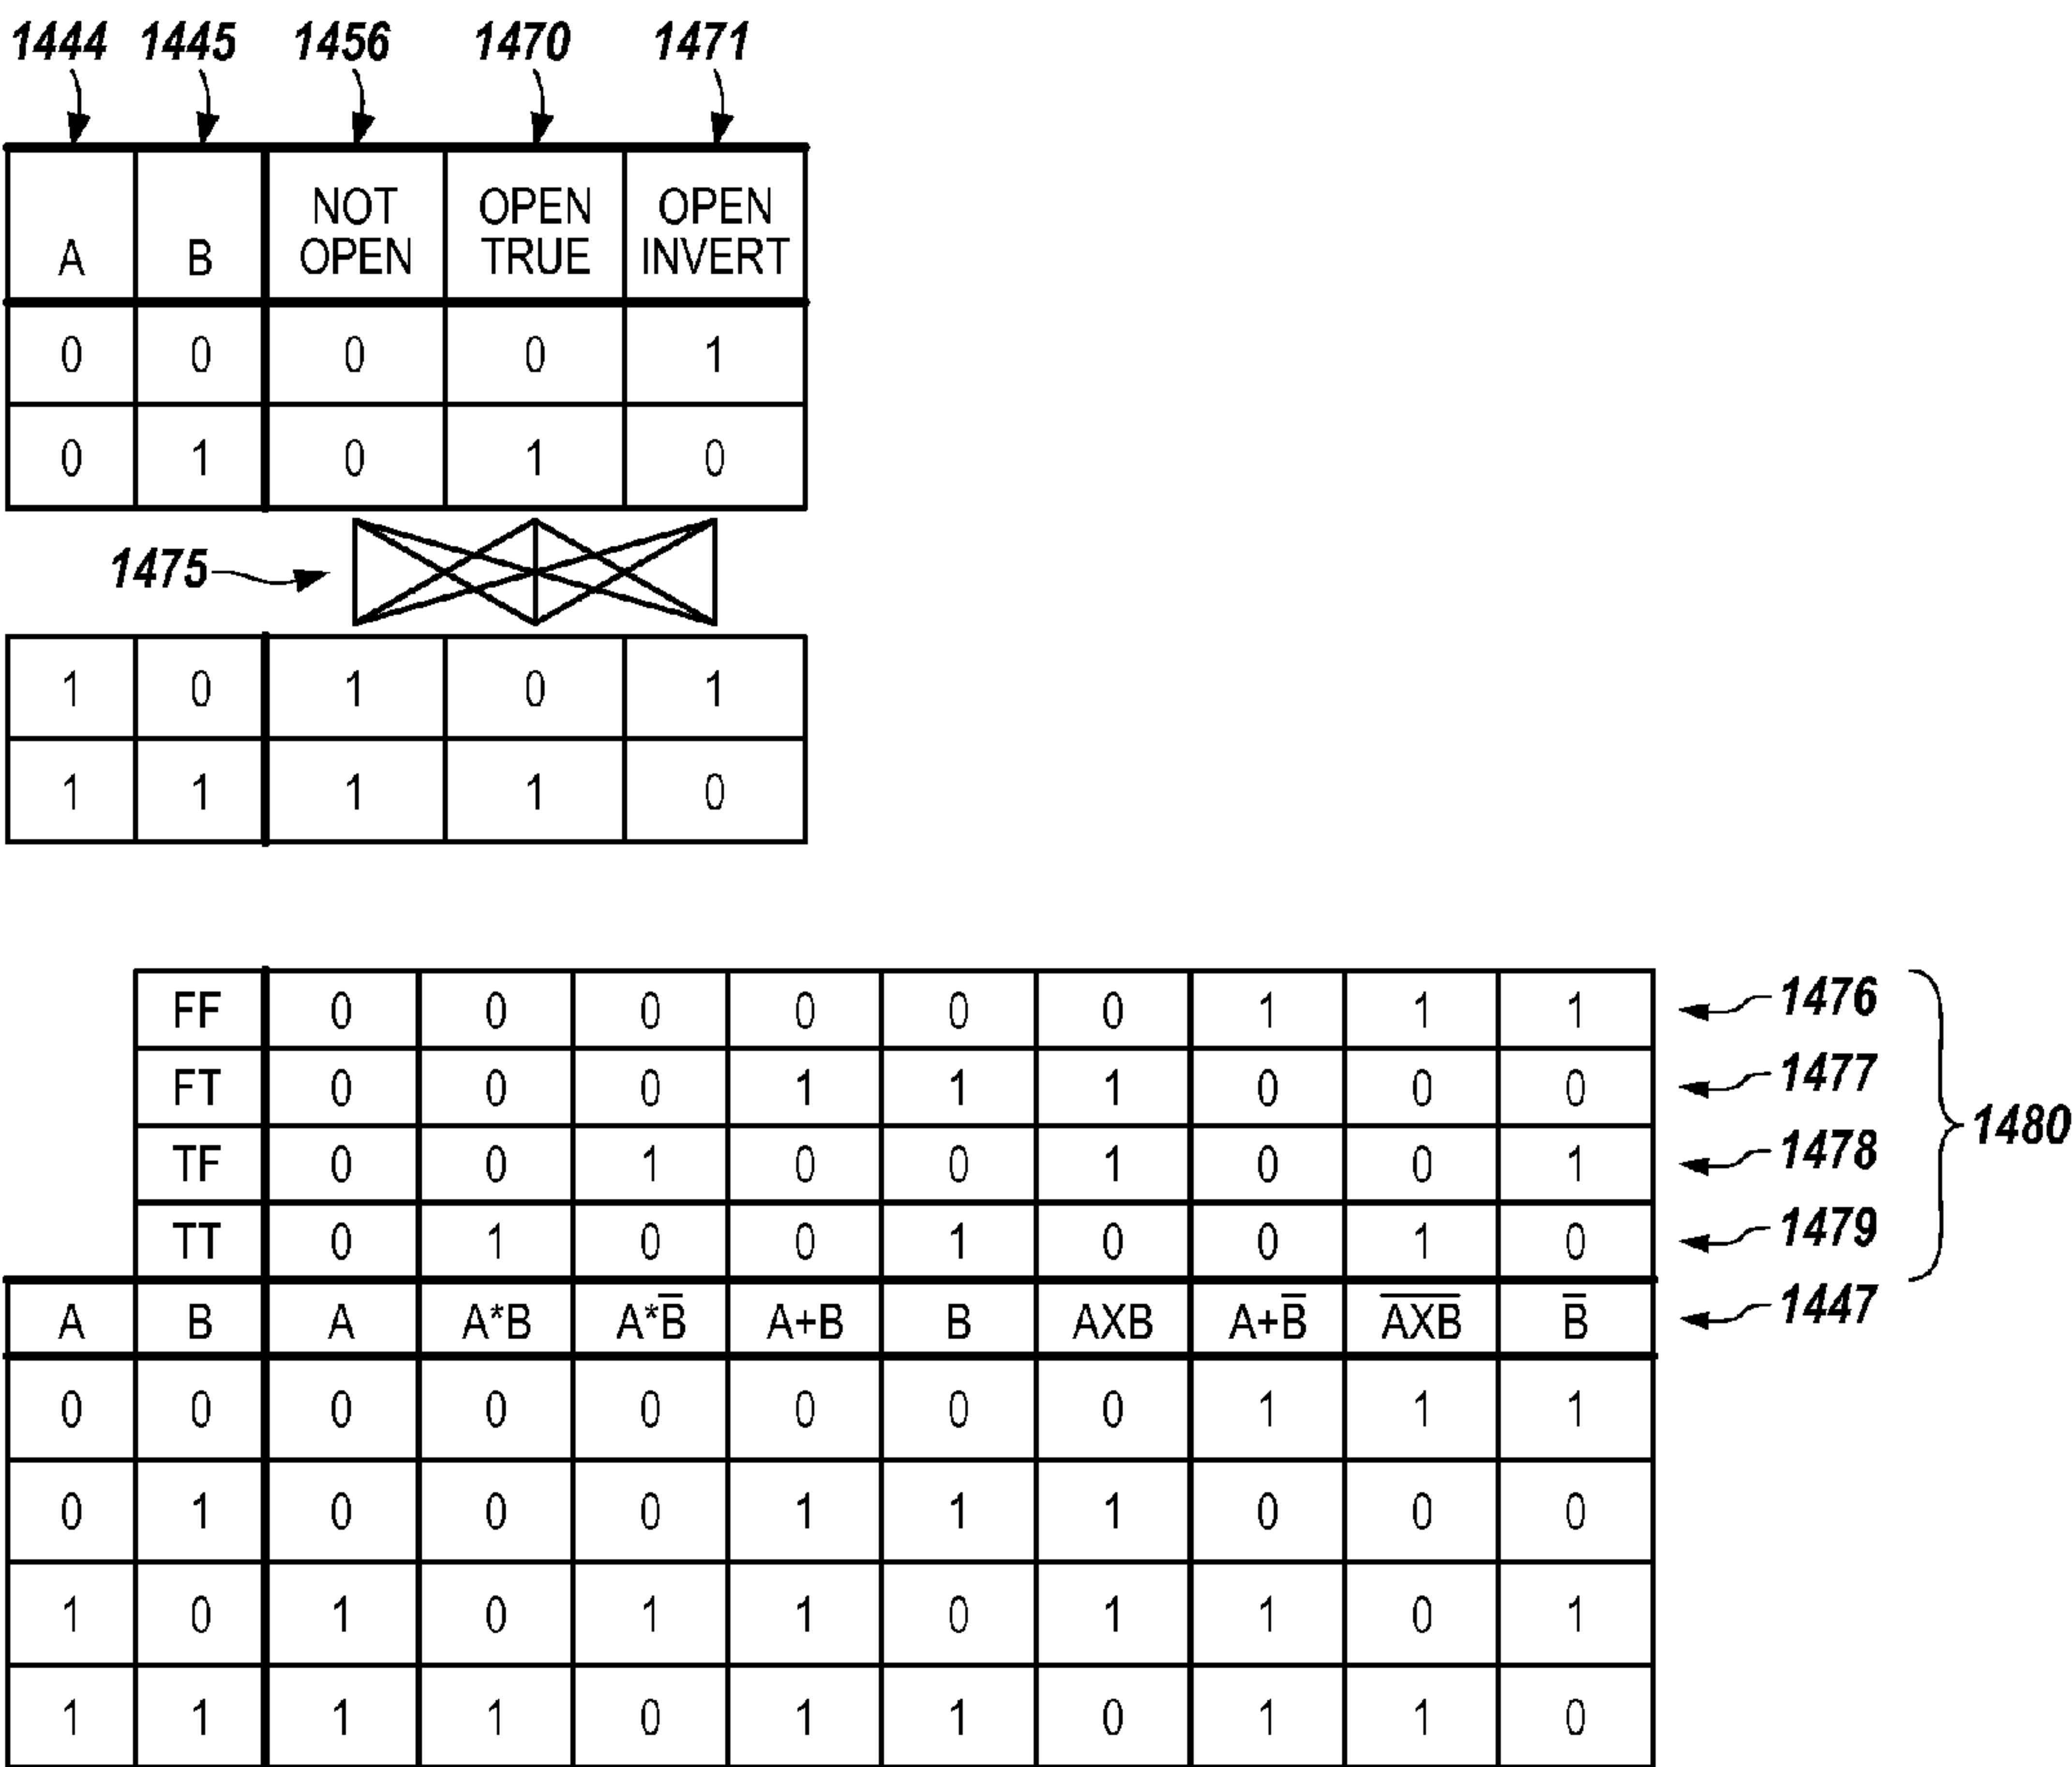 1444 1445 1456 1470 1471
A B NOT OPEN OPEN TRUE OPEN INVERT
0 0 0 0 1
0 1 0 1 0
1475
1 0 1 0 1
1 1 1 1 0
FF 0 0 0 0 0 0 1 1 1 1476
FT 0 0 0 1 1 1 0 0 0 1477
1480
TF 0 0 1 0 0 1 0 0 1 1478
TT 0 1 0 0 1 0 0 1 0 1479
A B A A*B A*B̅ A+B B AXB A+B̅ A̅X̅B̅ B̅ 1447
0 0 0 0 0 0 0 0 1 1 1
0 1 0 0 0 1 1 1 0 0 0
1 0 1 0 1 1 0 1 1 0 1
1 1 1 1 0 1 1 0 1 1 0